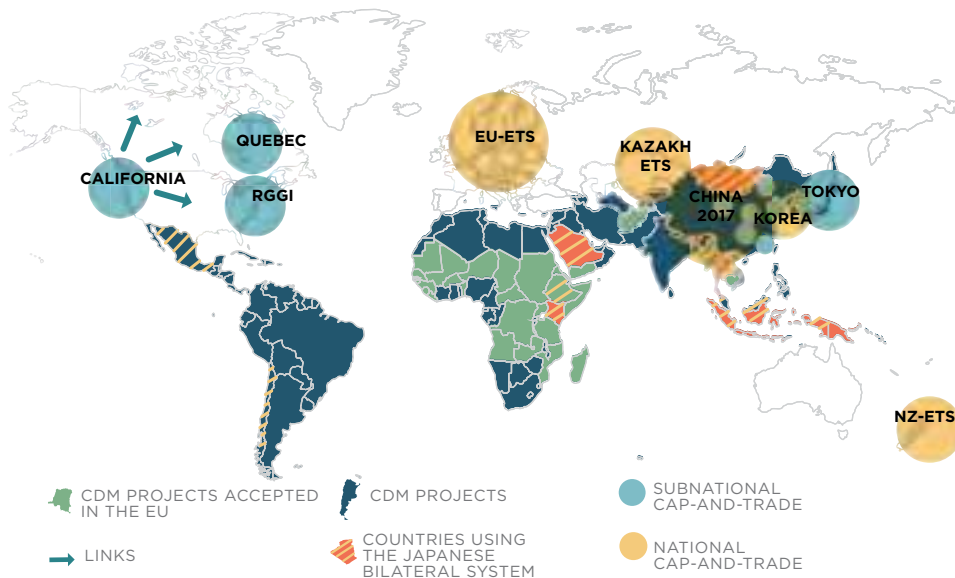 QUEBEC
EU-ETS
KAZAKH
ETS
CALIFORNIA
RGGI
CHINA
2017
TOKYO
KOREA
NZ-ETS
CDM PROJECTS ACCEPTED
IN THE EU
CDM PROJECTS
SUBNATIONAL
CAP-AND-TRADE
LINKS
COUNTRIES USING
THE JAPANESE
BILATERAL SYSTEM
NATIONAL
CAP-AND-TRADE